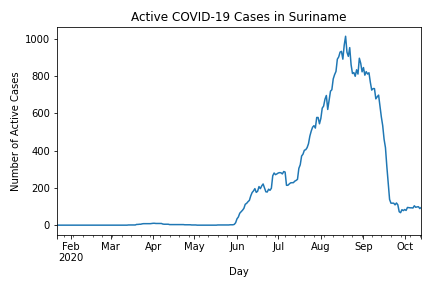 Active COVID-19 Cases in Suriname
Number of Active Cases
1000
800
600
400
200
0
Feb
2020
Mar
Apr
May
Jun
Jul
Aug
Sep
Oct
Day